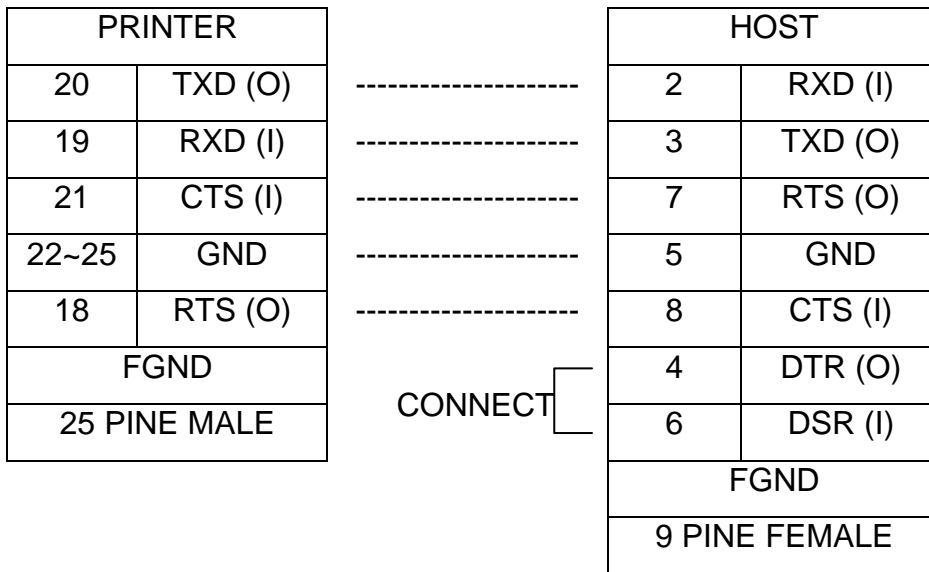 PRINTER HOST
20 TXD (O) --------------------- 2 RXD (I)
19 RXD (I) --------------------- 3 TXD (O)
21 CTS (I) --------------------- 7 RTS (O)
22~25 GND --------------------- 5 GND
18 RTS (O) --------------------- 8 CTS (I)
FGND 4 DTR (O)
CONNECT
25 PINE MALE 6 DSR (I)
FGND
9 PINE FEMALE